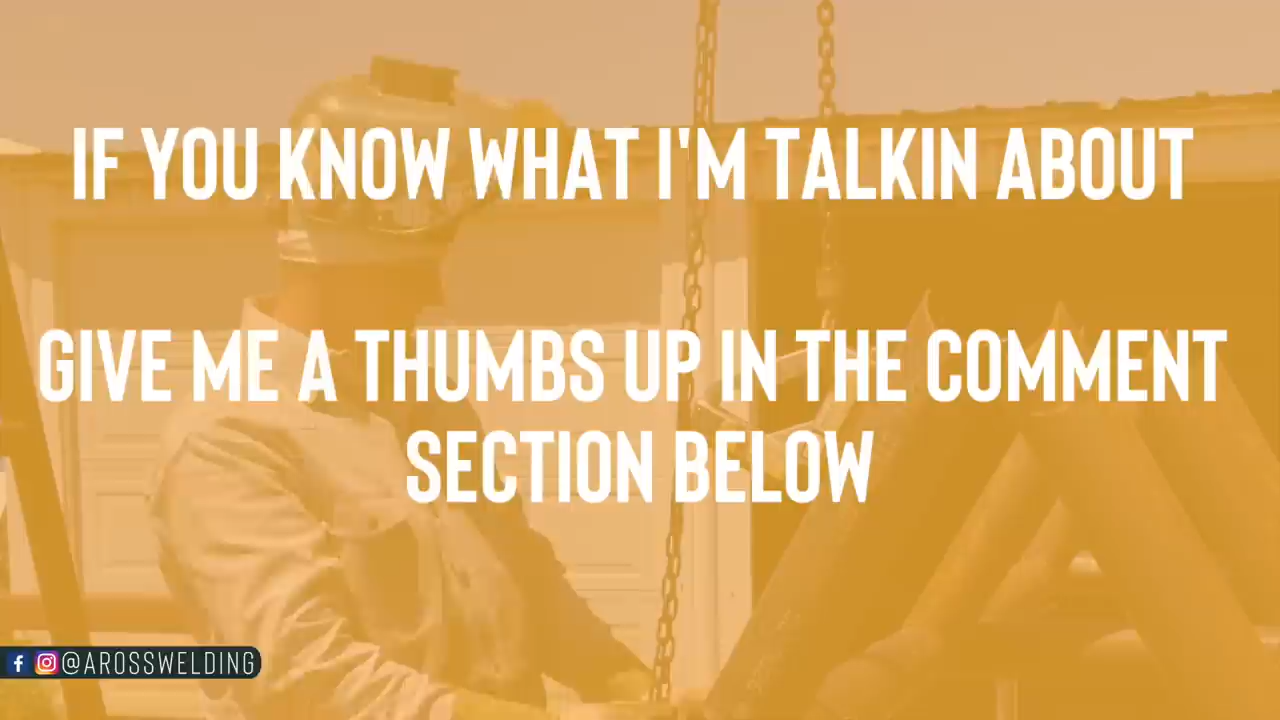 IF YOU KNOW WHAT I'M TALKIN ABOUT
GIVE ME A THUMBS UP IN THE COMMENT
SECTION BELOW
@AROSSWELDING